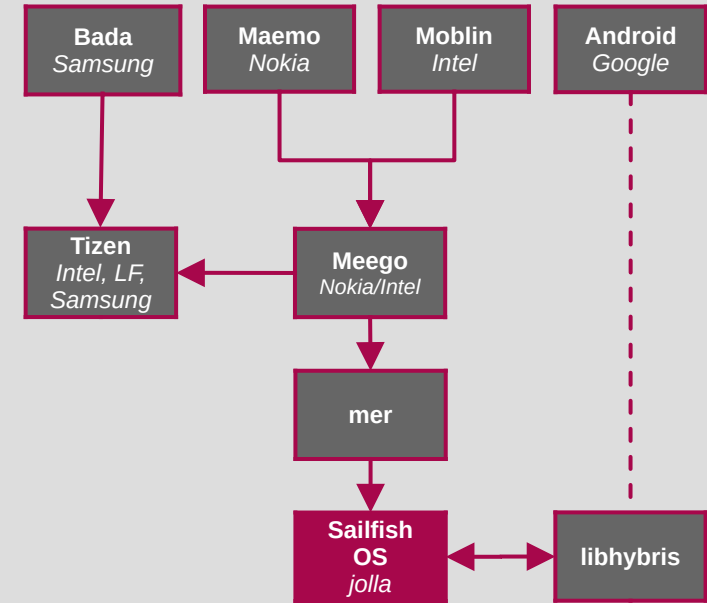 Bada
Samsung
Maemo
Nokia
Moblin
Intel
Android
Google
Tizen
Intel, LF,
Samsung
Meego
Nokia/Intel
mer
Sailfish
OS
jolla
libhybris